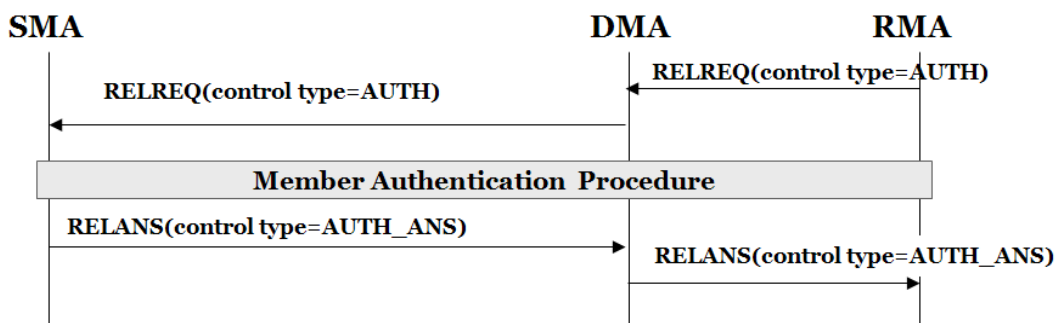 SMA DMA RMA
RELREQ(control type=AUTH)
RELREQ(control type=AUTH)
Member Authentication Procedure
RELANS(control type=AUTH_ANS)
RELANS(control type=AUTH_ANS)